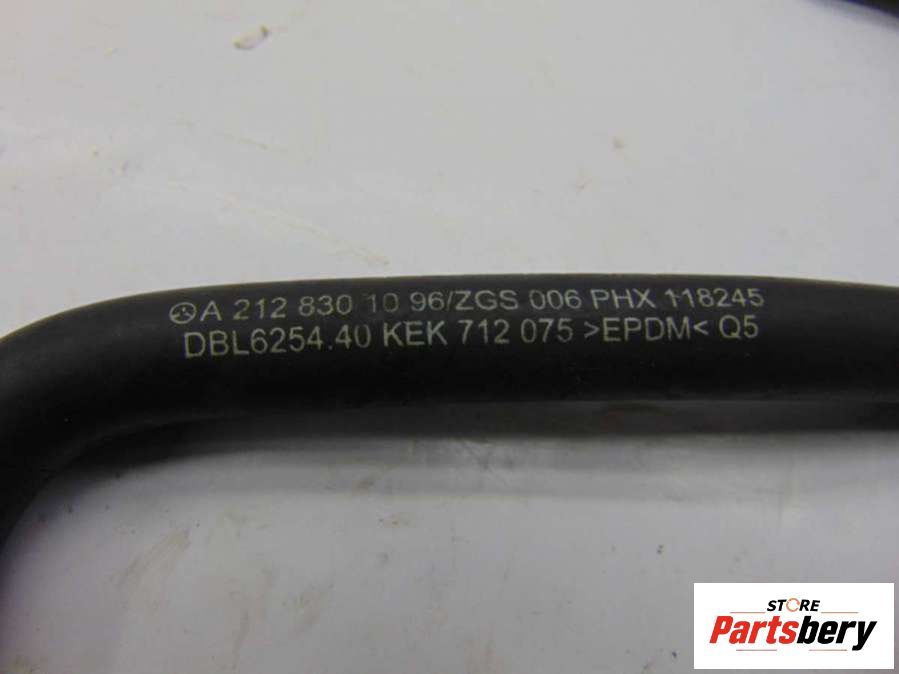 A 212 830 10 96/ZGS 006 PHX 118245
DBL6254.40 KEK 712 075 >EPDM< Q5
STORE
Partsbery